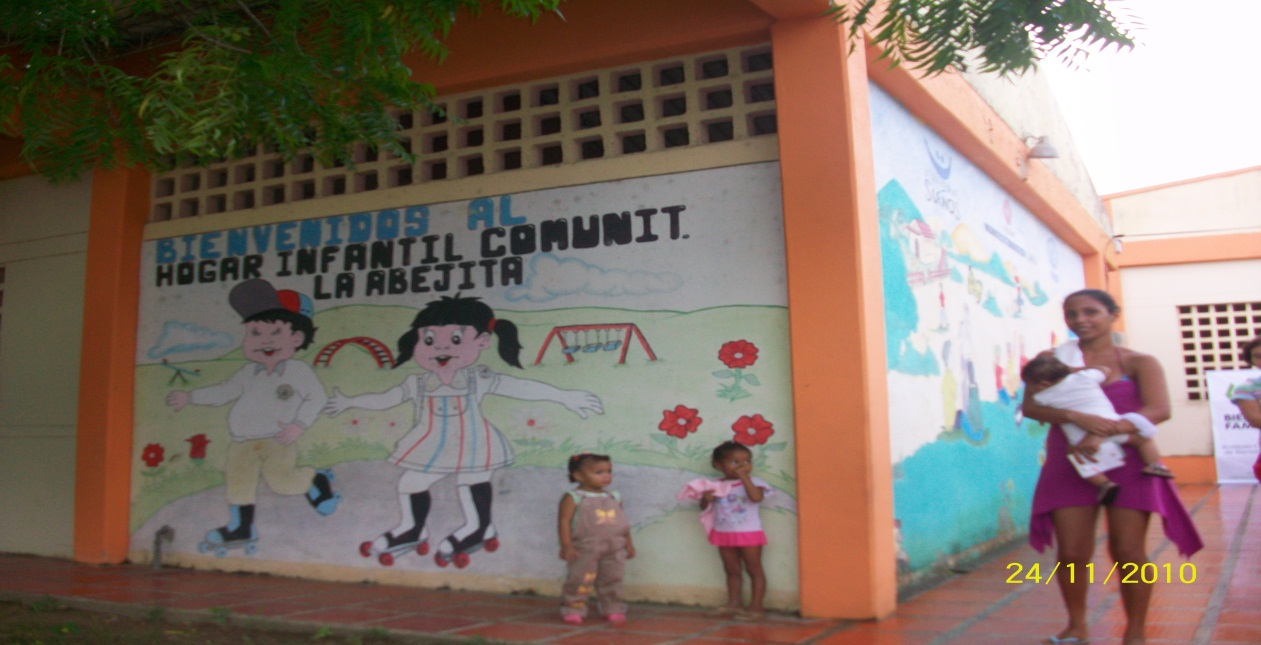 BIENVENIDOS AL
HOGAR INFANTIL COMUNIT.
LA ABEJITA
24/11/2010